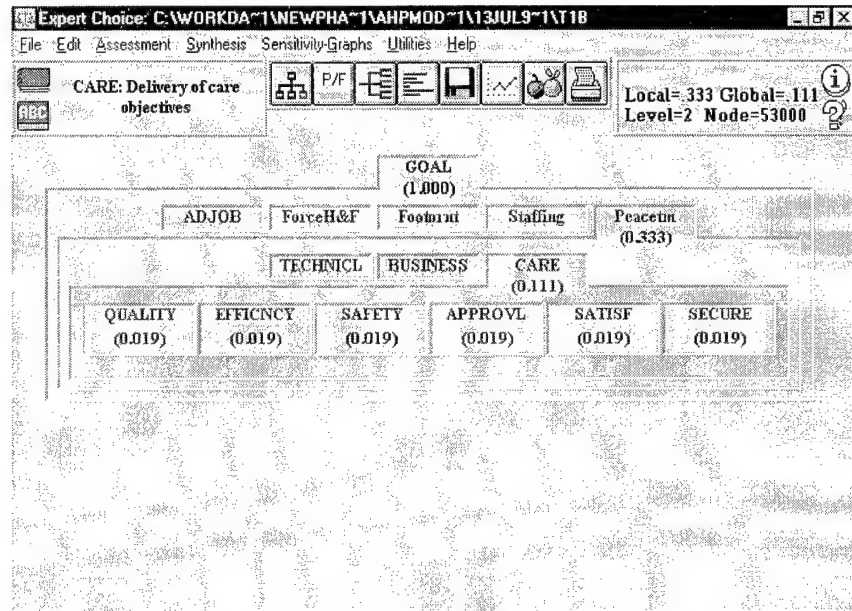 Expert Choice: C:\WORKDA~1\NEWPHA~1\AHPMOD~1\13JUL9~1\T1B
File Edit Assessment Synthesis Sensitivity-Graphs Utilities Help
CARE: Delivery of care
objectives
ABC
P/F
Local=.333 Global=.111
Level=2 Node=53000
GOAL
(1.000)
ADJOB ForceH&F Footprnt Staffing Peacetm
(0.333)
TECHNICL BUSINESS CARE
(0.111)
QUALITY EFFICNCY SAFETY APPROVL SATISF SECURE
(0.019) (0.019) (0.019) (0.019) (0.019) (0.019)